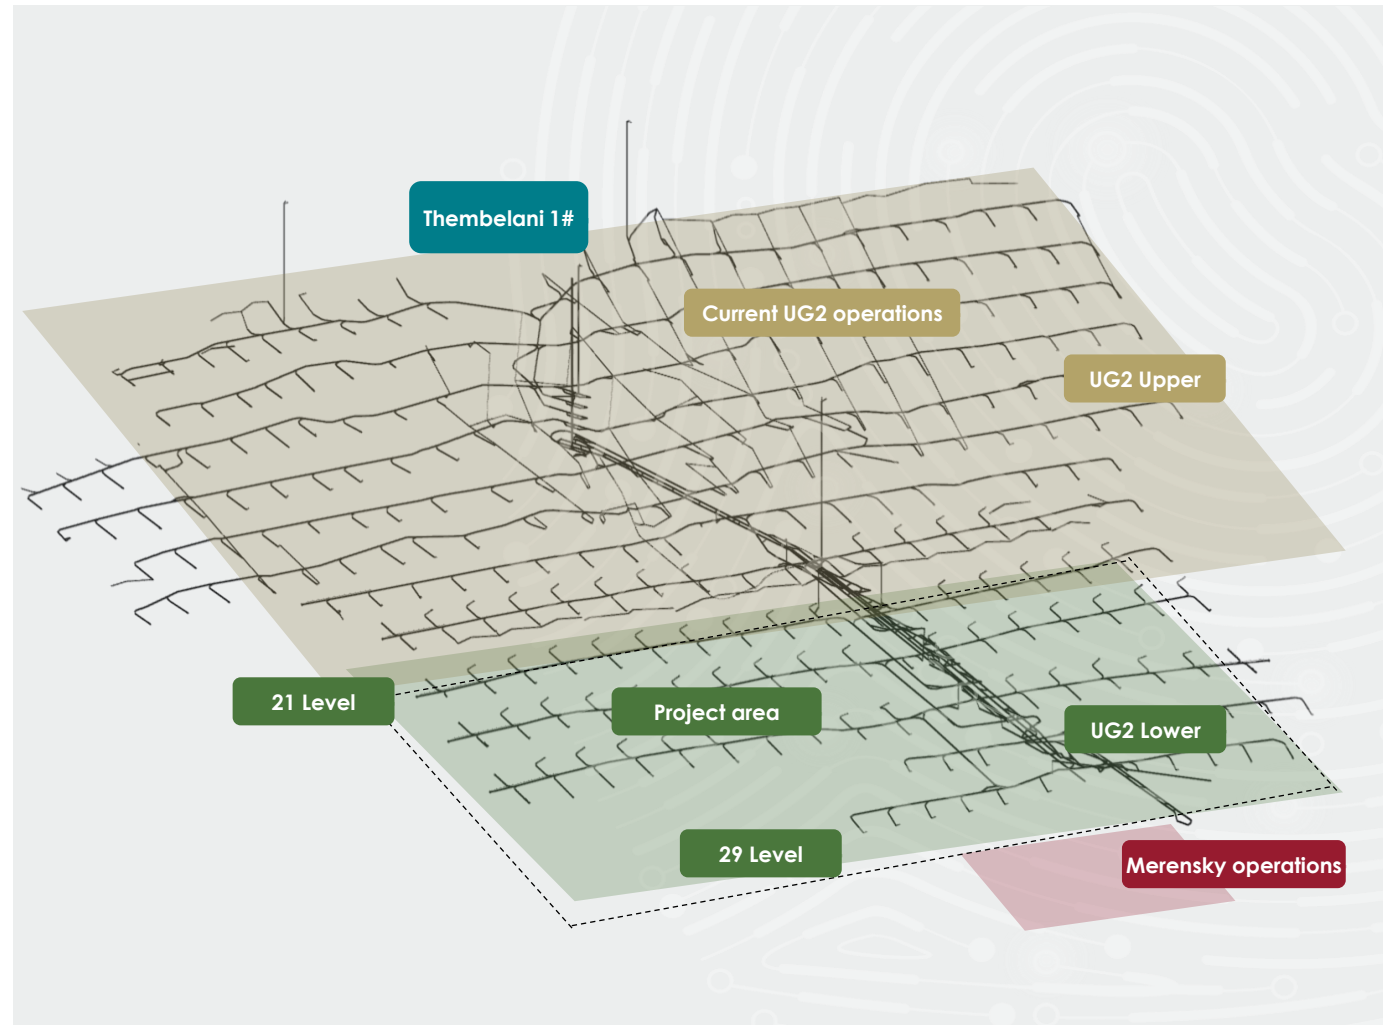 Thembelani 1#
Current UG2 operations
UG2 Upper
21 Level
Project area
UG2 Lower
29 Level
Merensky operations